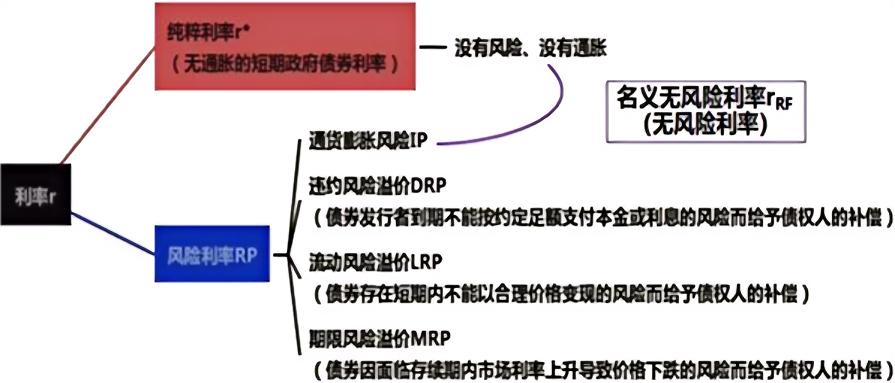 纯粹利率r*
（无通胀的短期政府债券利率）
没有风险、没有通胀
名义无风险利率rRF
(无风险利率)
通货膨胀风险IP
利率r
违约风险溢价DRP
（债券发行者到期不能按约定足额支付本金或利息的风险而给予债权人的补偿）
风险利率RP
流动风险溢价LRP
（债券存在短期内不能以合理价格变现的风险而给予债权人的补偿）
期限风险溢价MRP
（债券因面临存续期内市场利率上升导致价格下跌的风险而给予债权人的补偿）